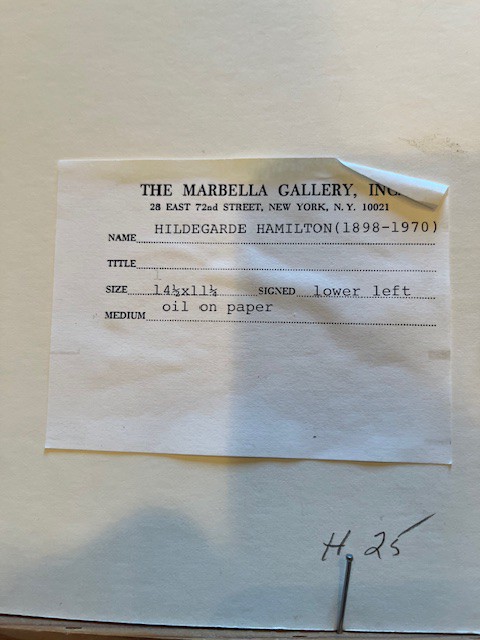 THE MARBELLA GALLERY, INC.
28 EAST 72nd STREET, NEW YORK, N. Y. 10021
NAME HILDEGARDE HAMILTON(1898-1970)
TITLE
SIZE 14½x11½ SIGNED lower left
MEDIUM oil on paper
H. 25